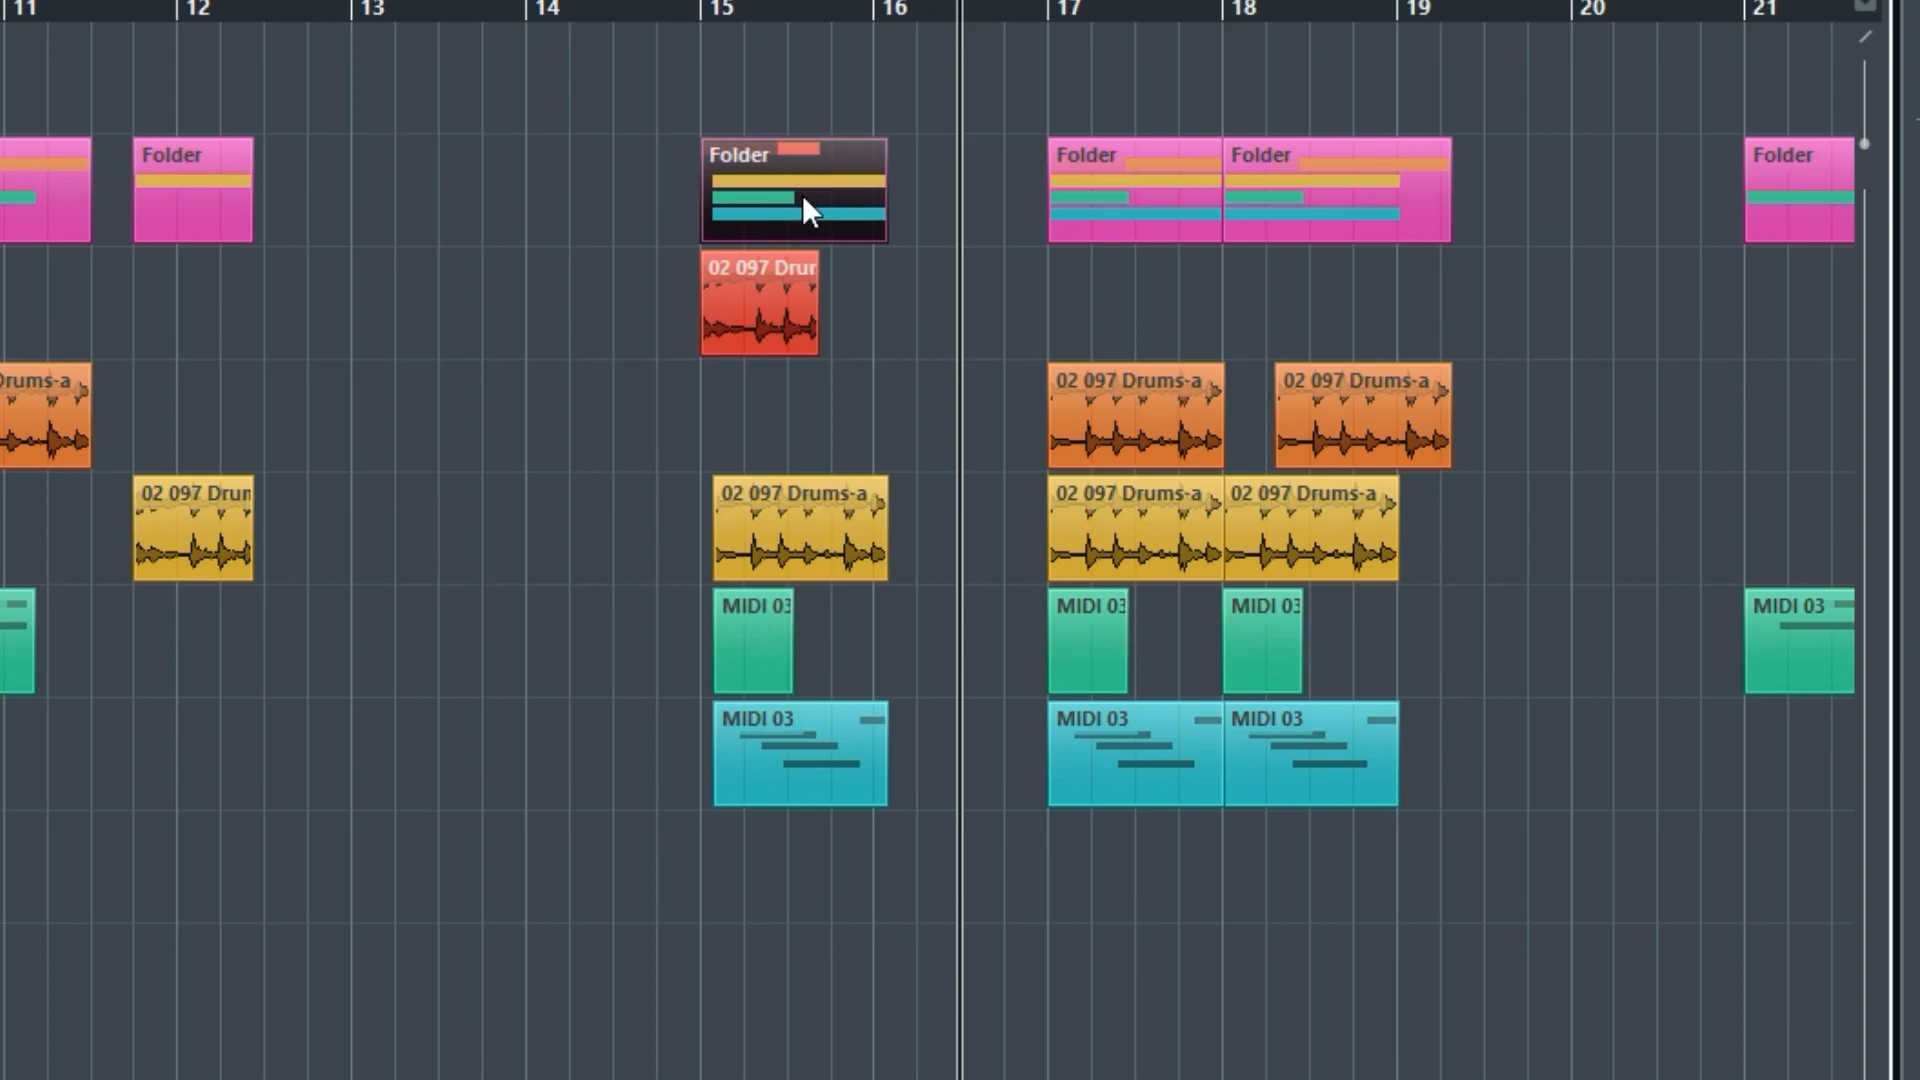 11 12 13 14 15 16 17 18 19 20 21
Folder Folder Folder Folder Folder
02 097 Drur
Drums-a 02 097 Drums-a 02 097 Drums-a
02 097 Drur 02 097 Drums-a 02 097 Drums-a 02 097 Drums-a
MIDI 03 MIDI 03 MIDI 03 MIDI 03
MIDI 03 MIDI 03 MIDI 03